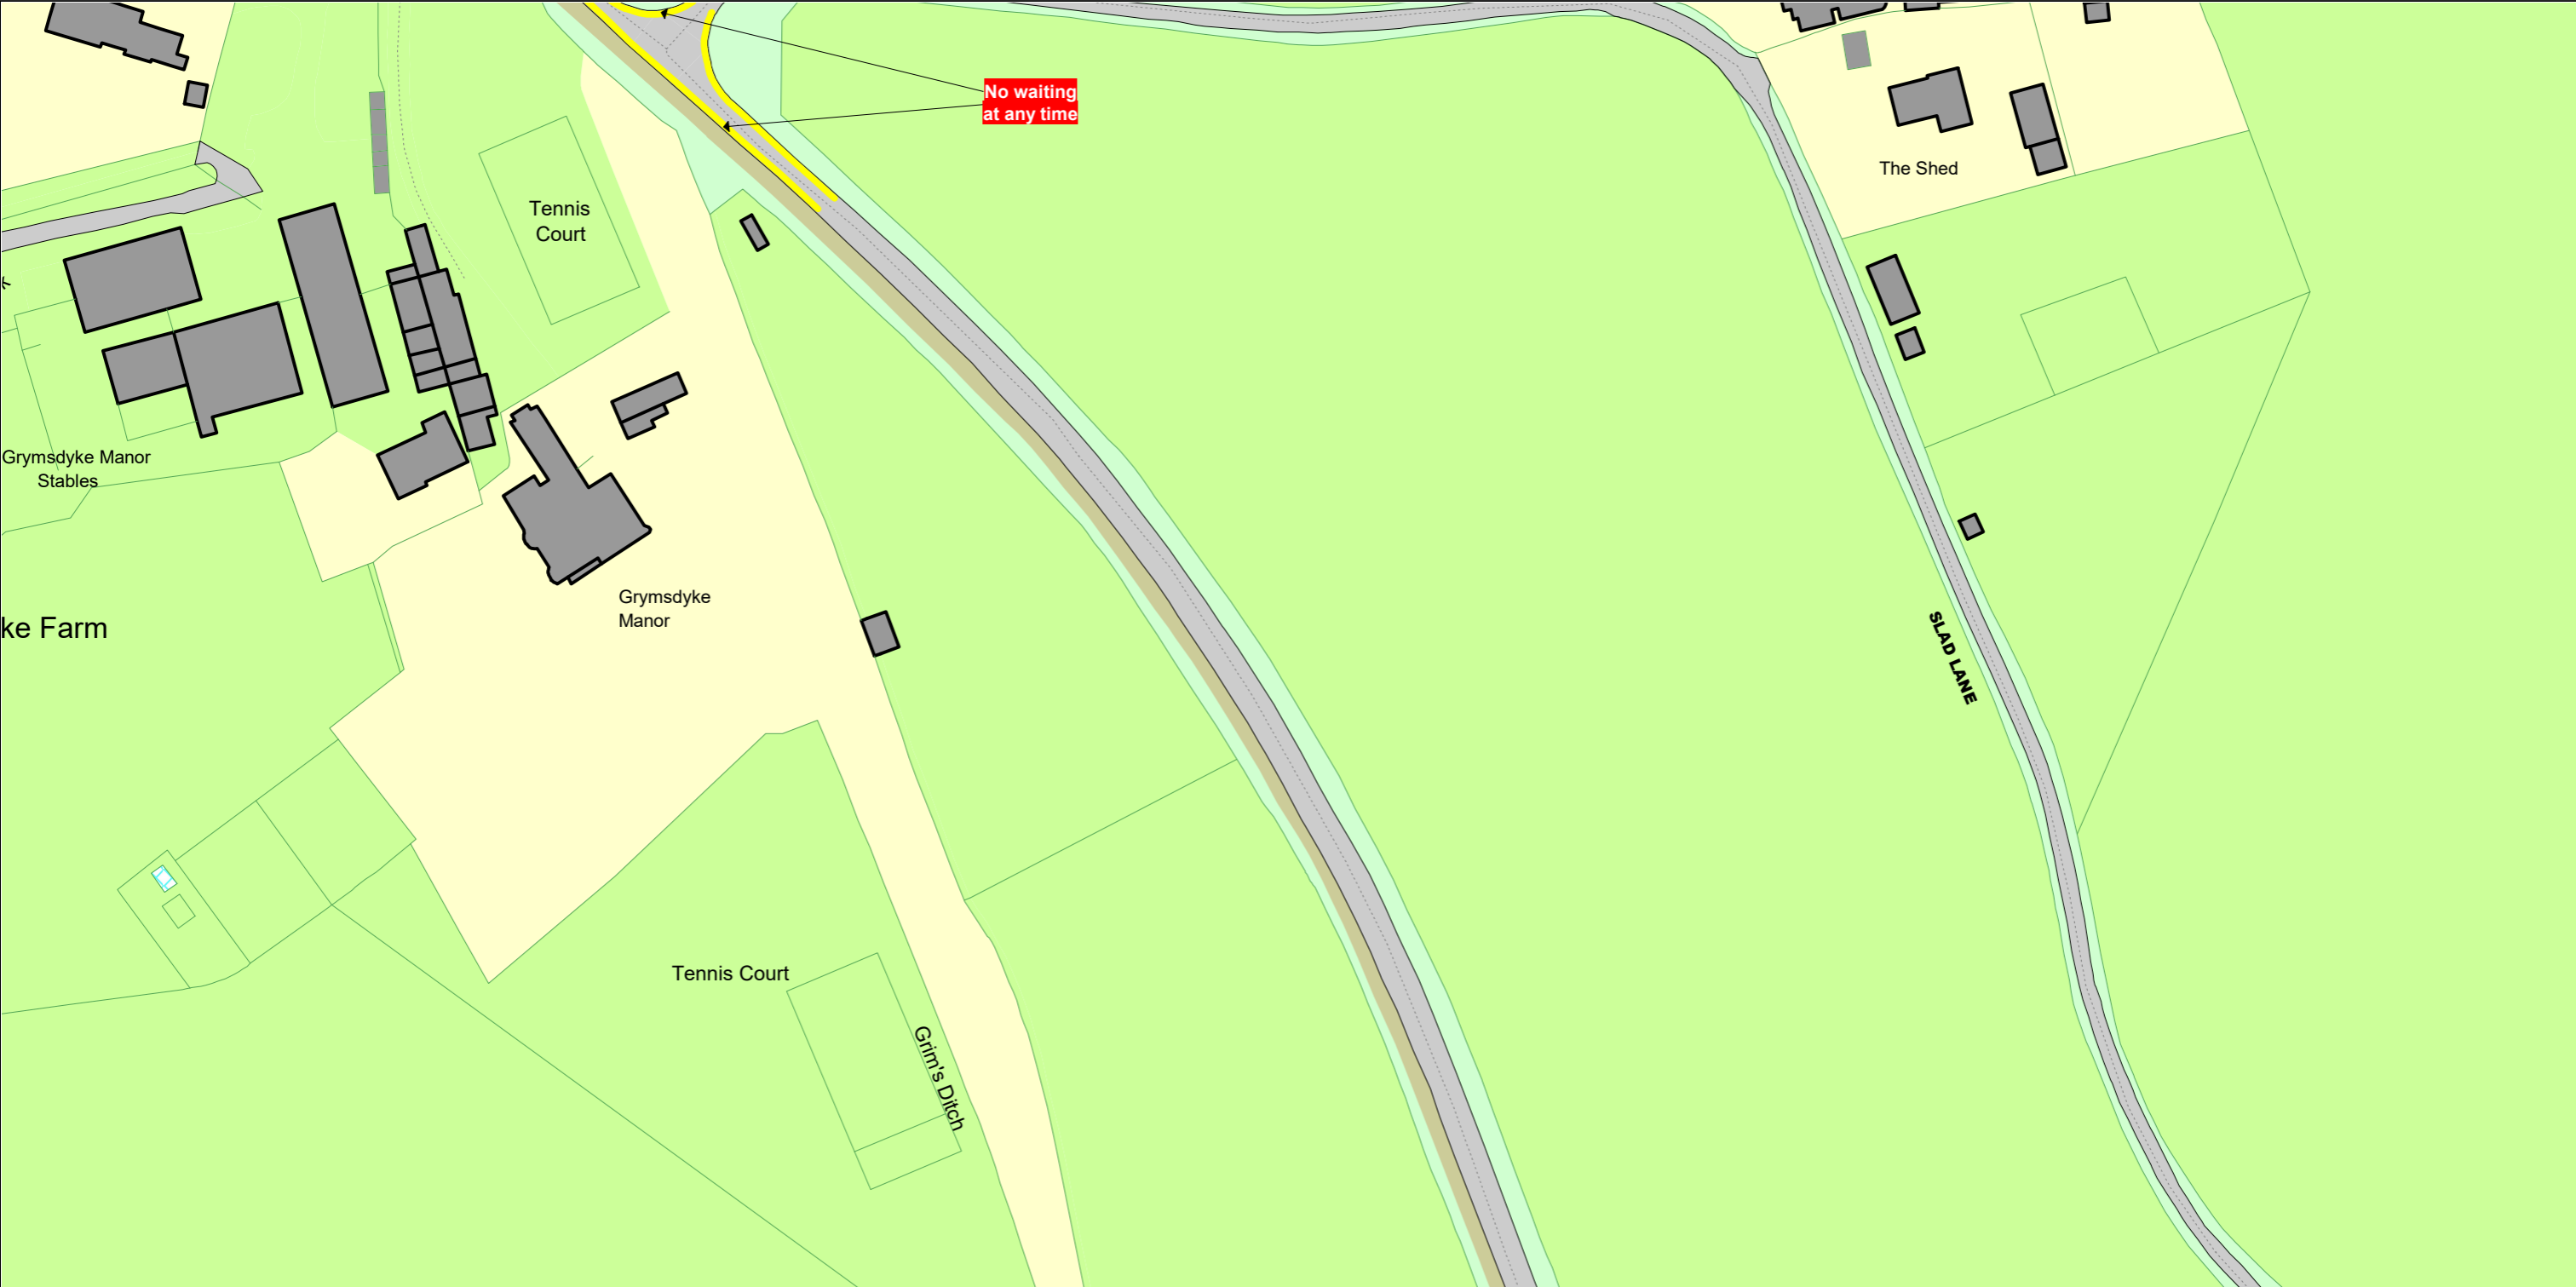 No waiting
at any time
The Shed
Tennis
Court
Grymsdyke Manor
Stables
Grymsdyke
Manor
ke Farm
SLAD LANE
Tennis Court
Grim's Ditch